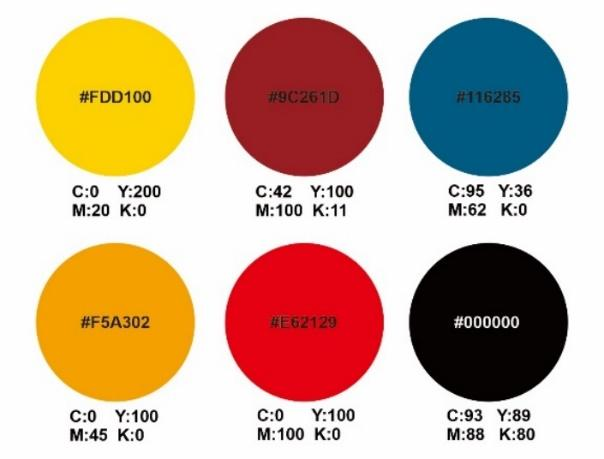 #FDD100
C:0 Y:200
M:20 K:0
#9C261D
C:42 Y:100
M:100 K:11
#116285
C:95 Y:36
M:62 K:0
#F5A302
C:0 Y:100
M:45 K:0
#E62129
C:0 Y:100
M:100 K:0
#000000
C:93 Y:89
M:88 K:80